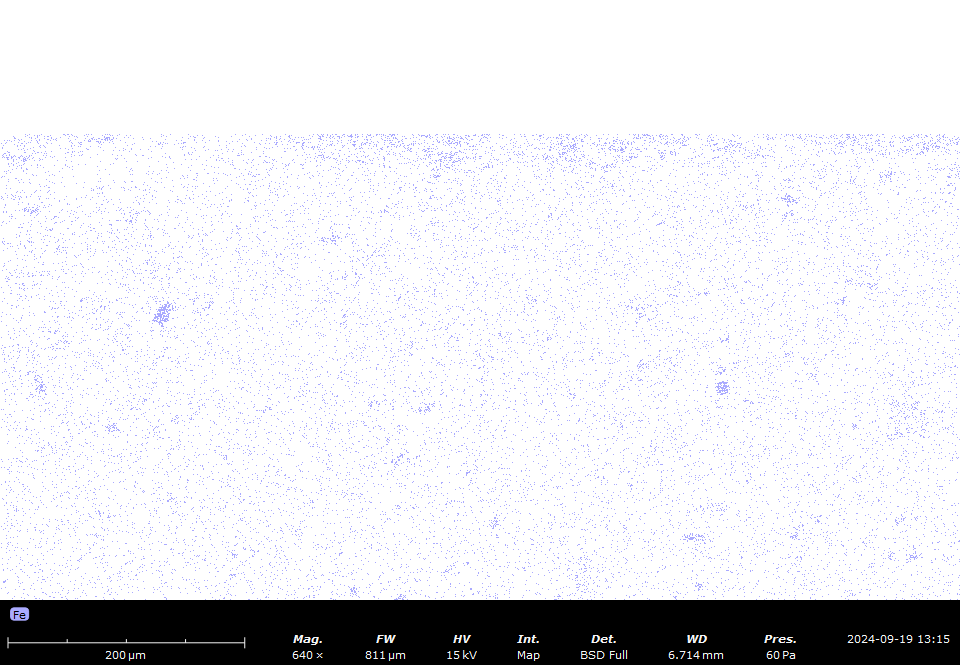 Fe
Mag. FW HV Int. Det. WD Pres. 2024-09-19 13:15
200 µm 640 x 811 µm 15 kV Map BSD Full 6.714 mm 60 Pa